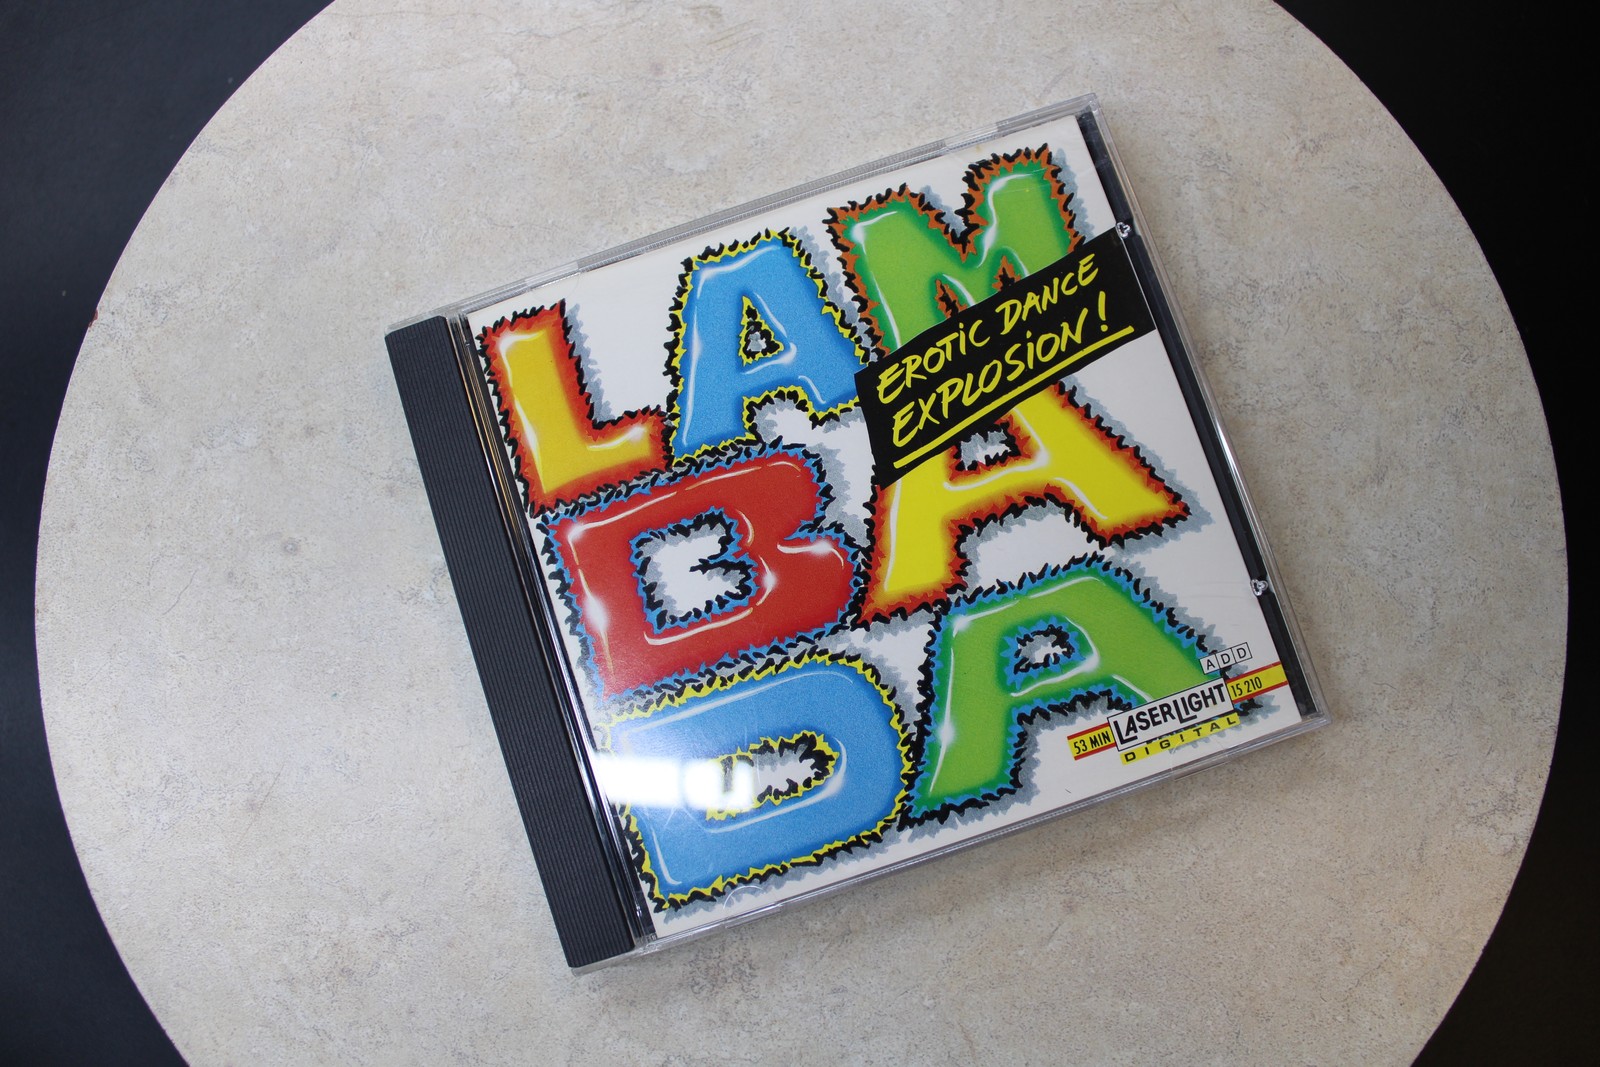 LAM
BA
DA
EROTIC DANCE
EXPLOSION!
ADD
53 MIN LASERLIGHT 15 210
DIGITAL